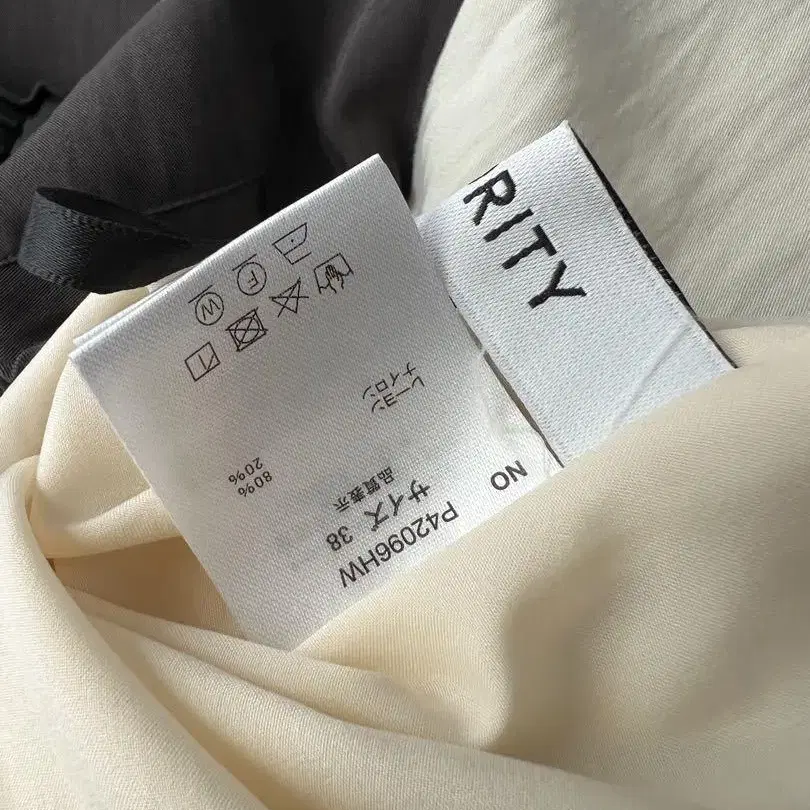 RITY
NO P42096HW
サイズ 38
品質表示
レーヨン 80%
ナイロン 20%
F
W